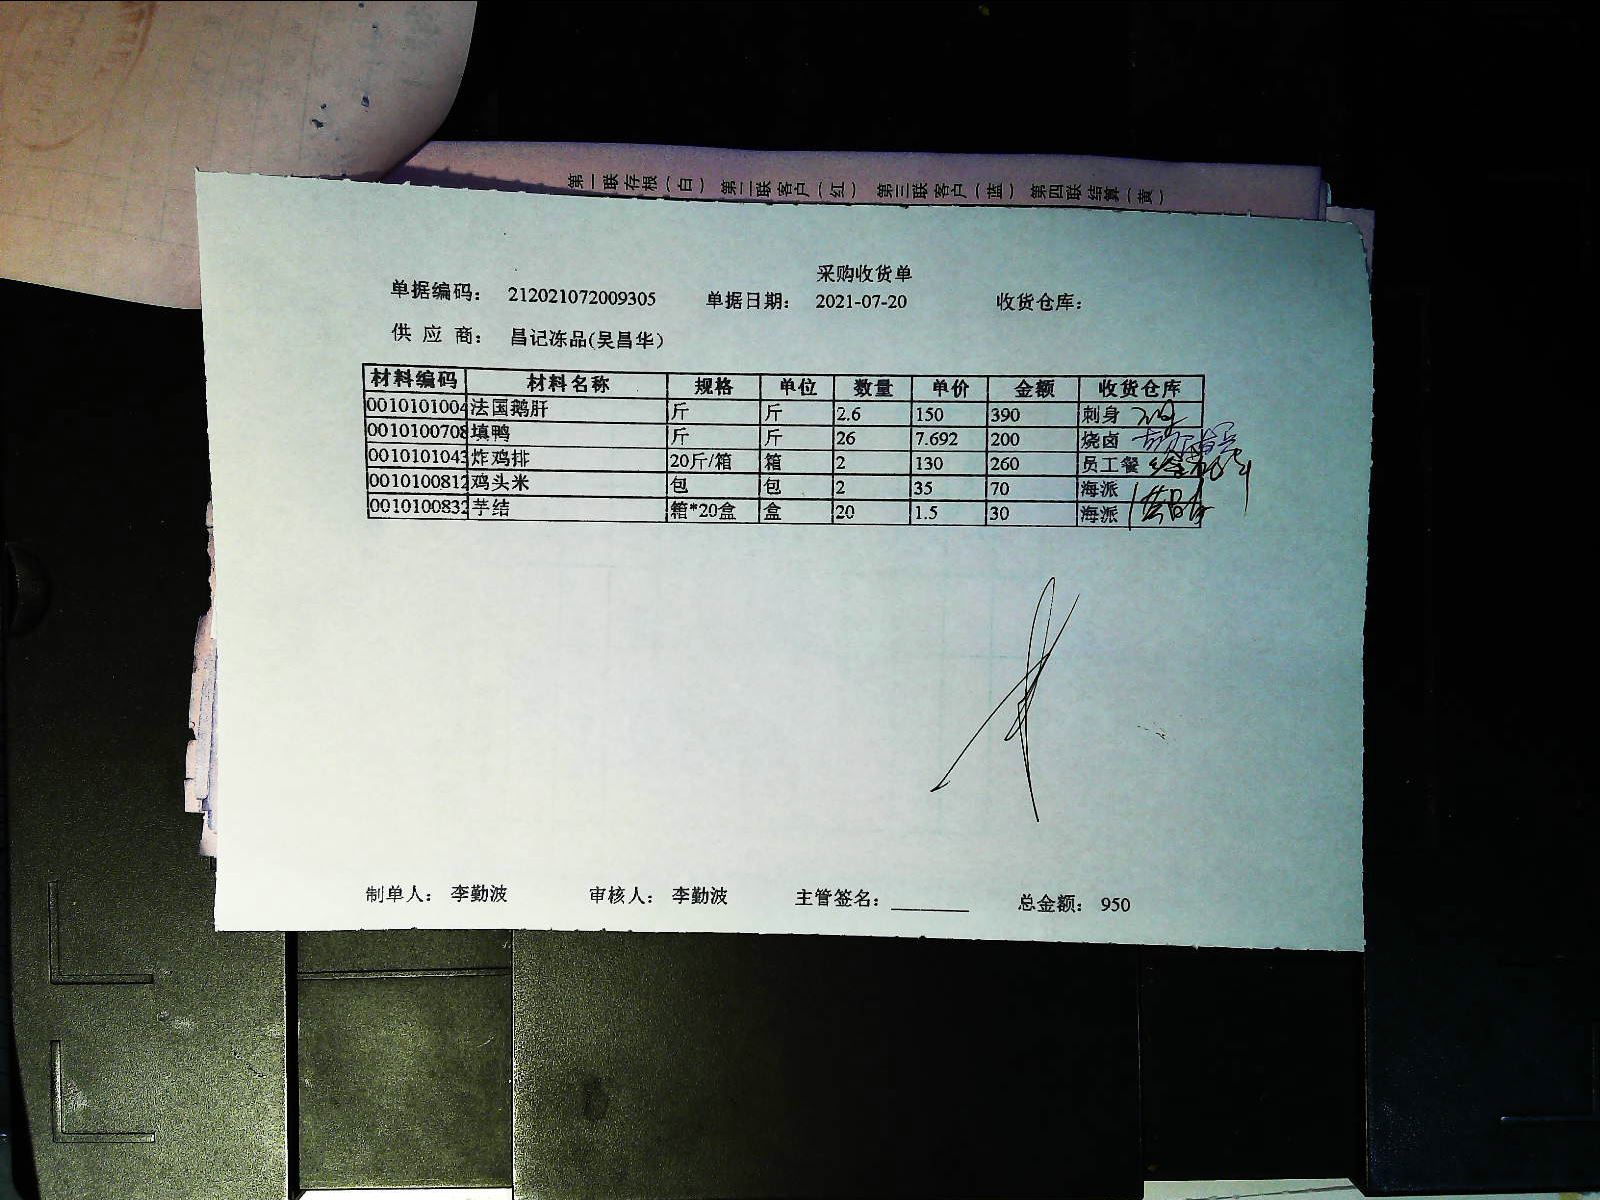 第一联存根（白） 第二联客户（红） 第三联客户（蓝） 第四联结算（黄）
采购收货单
单据编码： 212021072009305 单据日期： 2021-07-20 收货仓库：
供 应 商： 昌记冻品(吴昌华）
材料编码 材料名称 规格 单位 数量 单价 金额 收货仓库
0010101004 法国鹅肝 斤 斤 2.6 150 390 刺身
0010100708 填鸭 斤 斤 26 7.692 200 烧卤
0010101043 炸鸡排 20斤/箱 箱 2 130 260 员工餐
0010100812 鸡头米 包 包 2 35 70 海派
0010100832 芋结 箱*20盒 盒 20 1.5 30 海派
制单人： 李勤波 审核人： 李勤波 主管签名：________ 总金额： 950